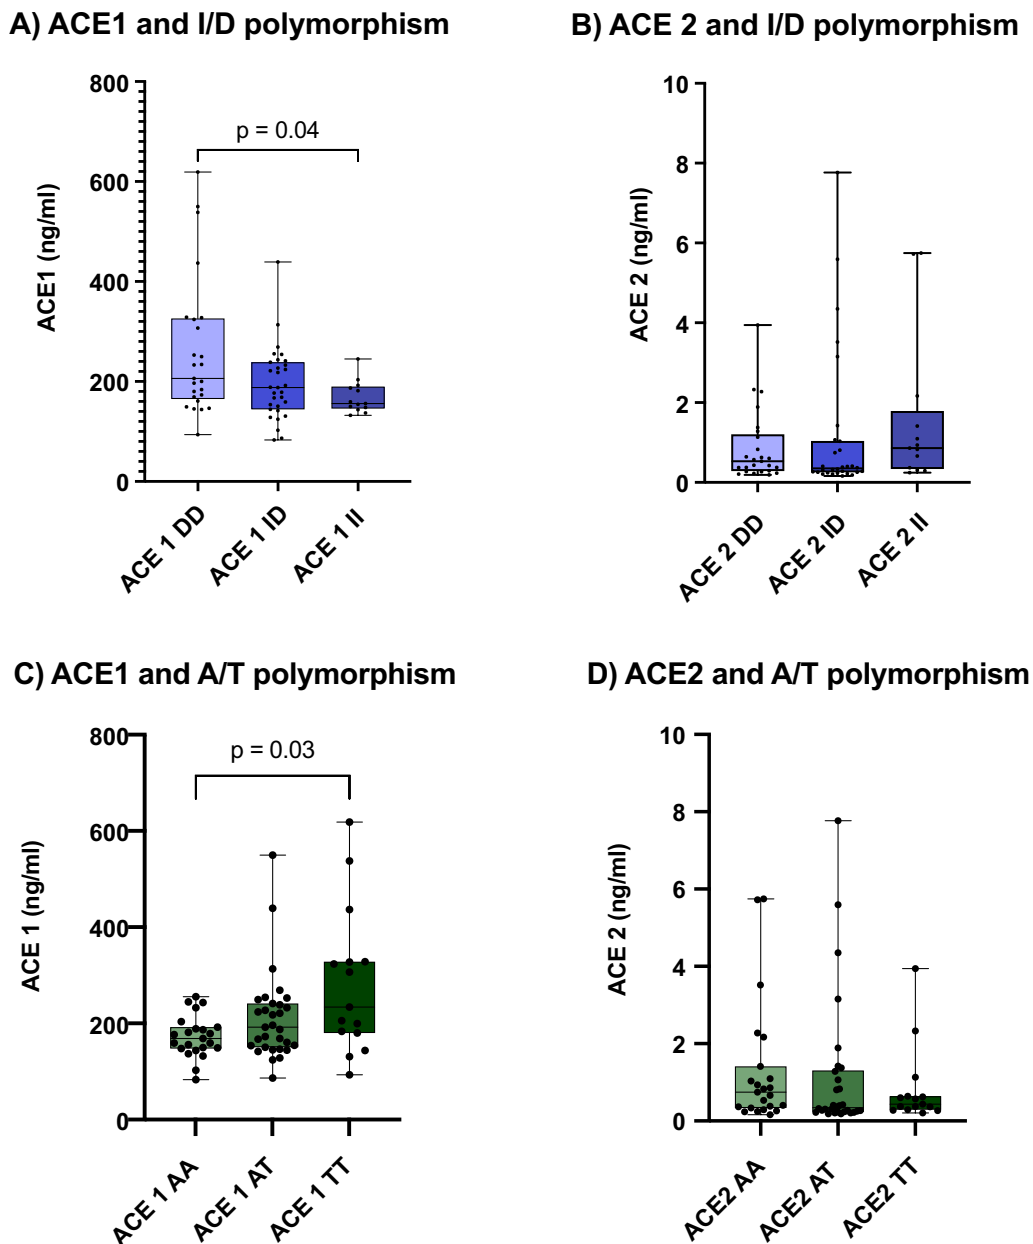 A) ACE1 and I/D polymorphism
800
600
400
200
0
ACE1 (ng/ml)
p = 0.04
ACE 1 DD
ACE 1 ID
ACE 1 II
B) ACE 2 and I/D polymorphism
10
8
6
4
2
0
ACE 2 (ng/ml)
ACE 2 DD
ACE 2 ID
ACE 2 II
C) ACE1 and A/T polymorphism
800
600
400
200
0
ACE 1 (ng/ml)
p = 0.03
ACE 1 AA
ACE 1 AT
ACE 1 TT
D) ACE2 and A/T polymorphism
10
8
6
4
2
0
ACE 2 (ng/ml)
ACE2 AA
ACE2 AT
ACE2 TT